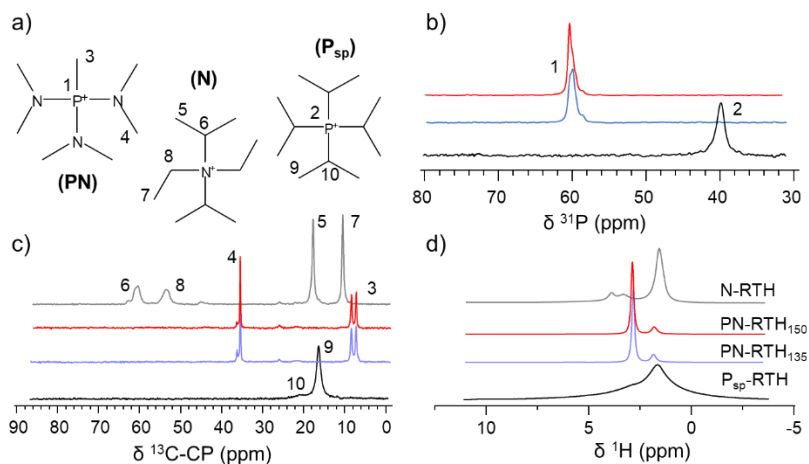 a)
3
(PN)
1
P+
N
N
N
4
(N)
5
6
8
N+
7
(Psp)
2
P+
9
10
b)
1
2
80 70 60 50 40 30
δ 31P (ppm)
c)
4
5
7
6
8
3
9
10
90 80 70 60 50 40 30 20 10 0
δ 13C-CP (ppm)
d)
N-RTH
PN-RTH150
PN-RTH135
Psp-RTH
10 5 0 -5
δ 1H (ppm)